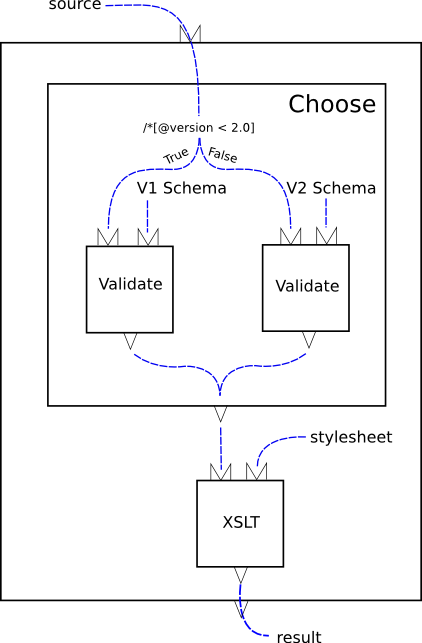 source
Choose
/*[@version < 2.0]
True
False
V1 Schema
V2 Schema
Validate
Validate
stylesheet
XSLT
result